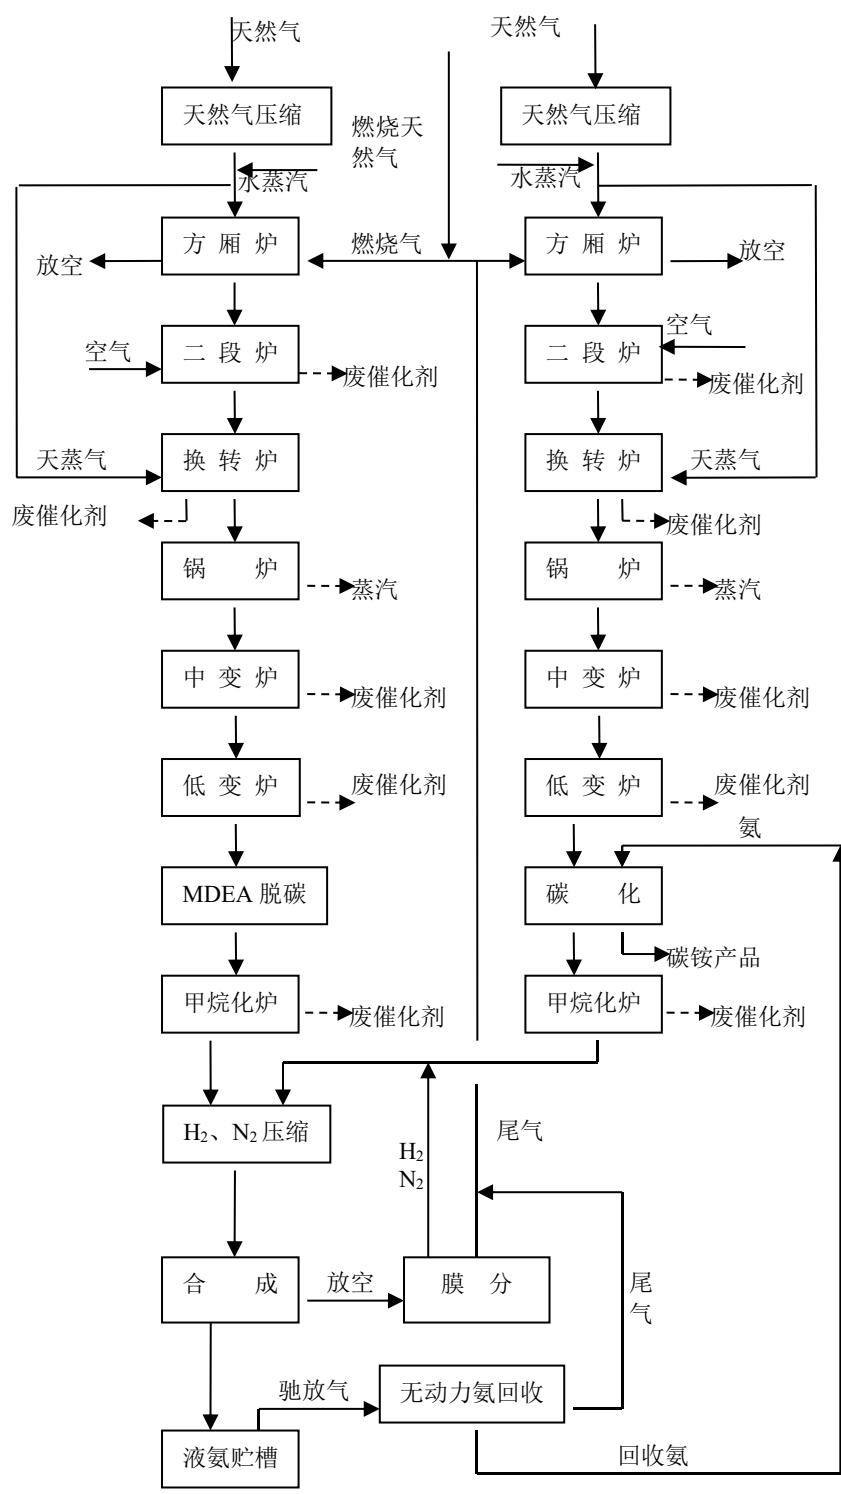 天然气
天然气
天然气压缩
天然气压缩
燃烧天
然气
水蒸汽
水蒸汽
方厢炉
燃烧气
方厢炉
放空
放空
空气
二段炉
废催化剂
空气
二段炉
废催化剂
天蒸气
换转炉
换转炉
天蒸气
废催化剂
废催化剂
锅炉
蒸汽
锅炉
蒸汽
中变炉
废催化剂
中变炉
废催化剂
低变炉
废催化剂
低变炉
废催化剂
氨
MDEA 脱碳
碳化
碳铵产品
甲烷化炉
废催化剂
甲烷化炉
废催化剂
H₂、N₂压缩
H₂
N₂
尾气
合成
放空
膜分
尾
气
驰放气
无动力氨回收
液氨贮槽
回收氨